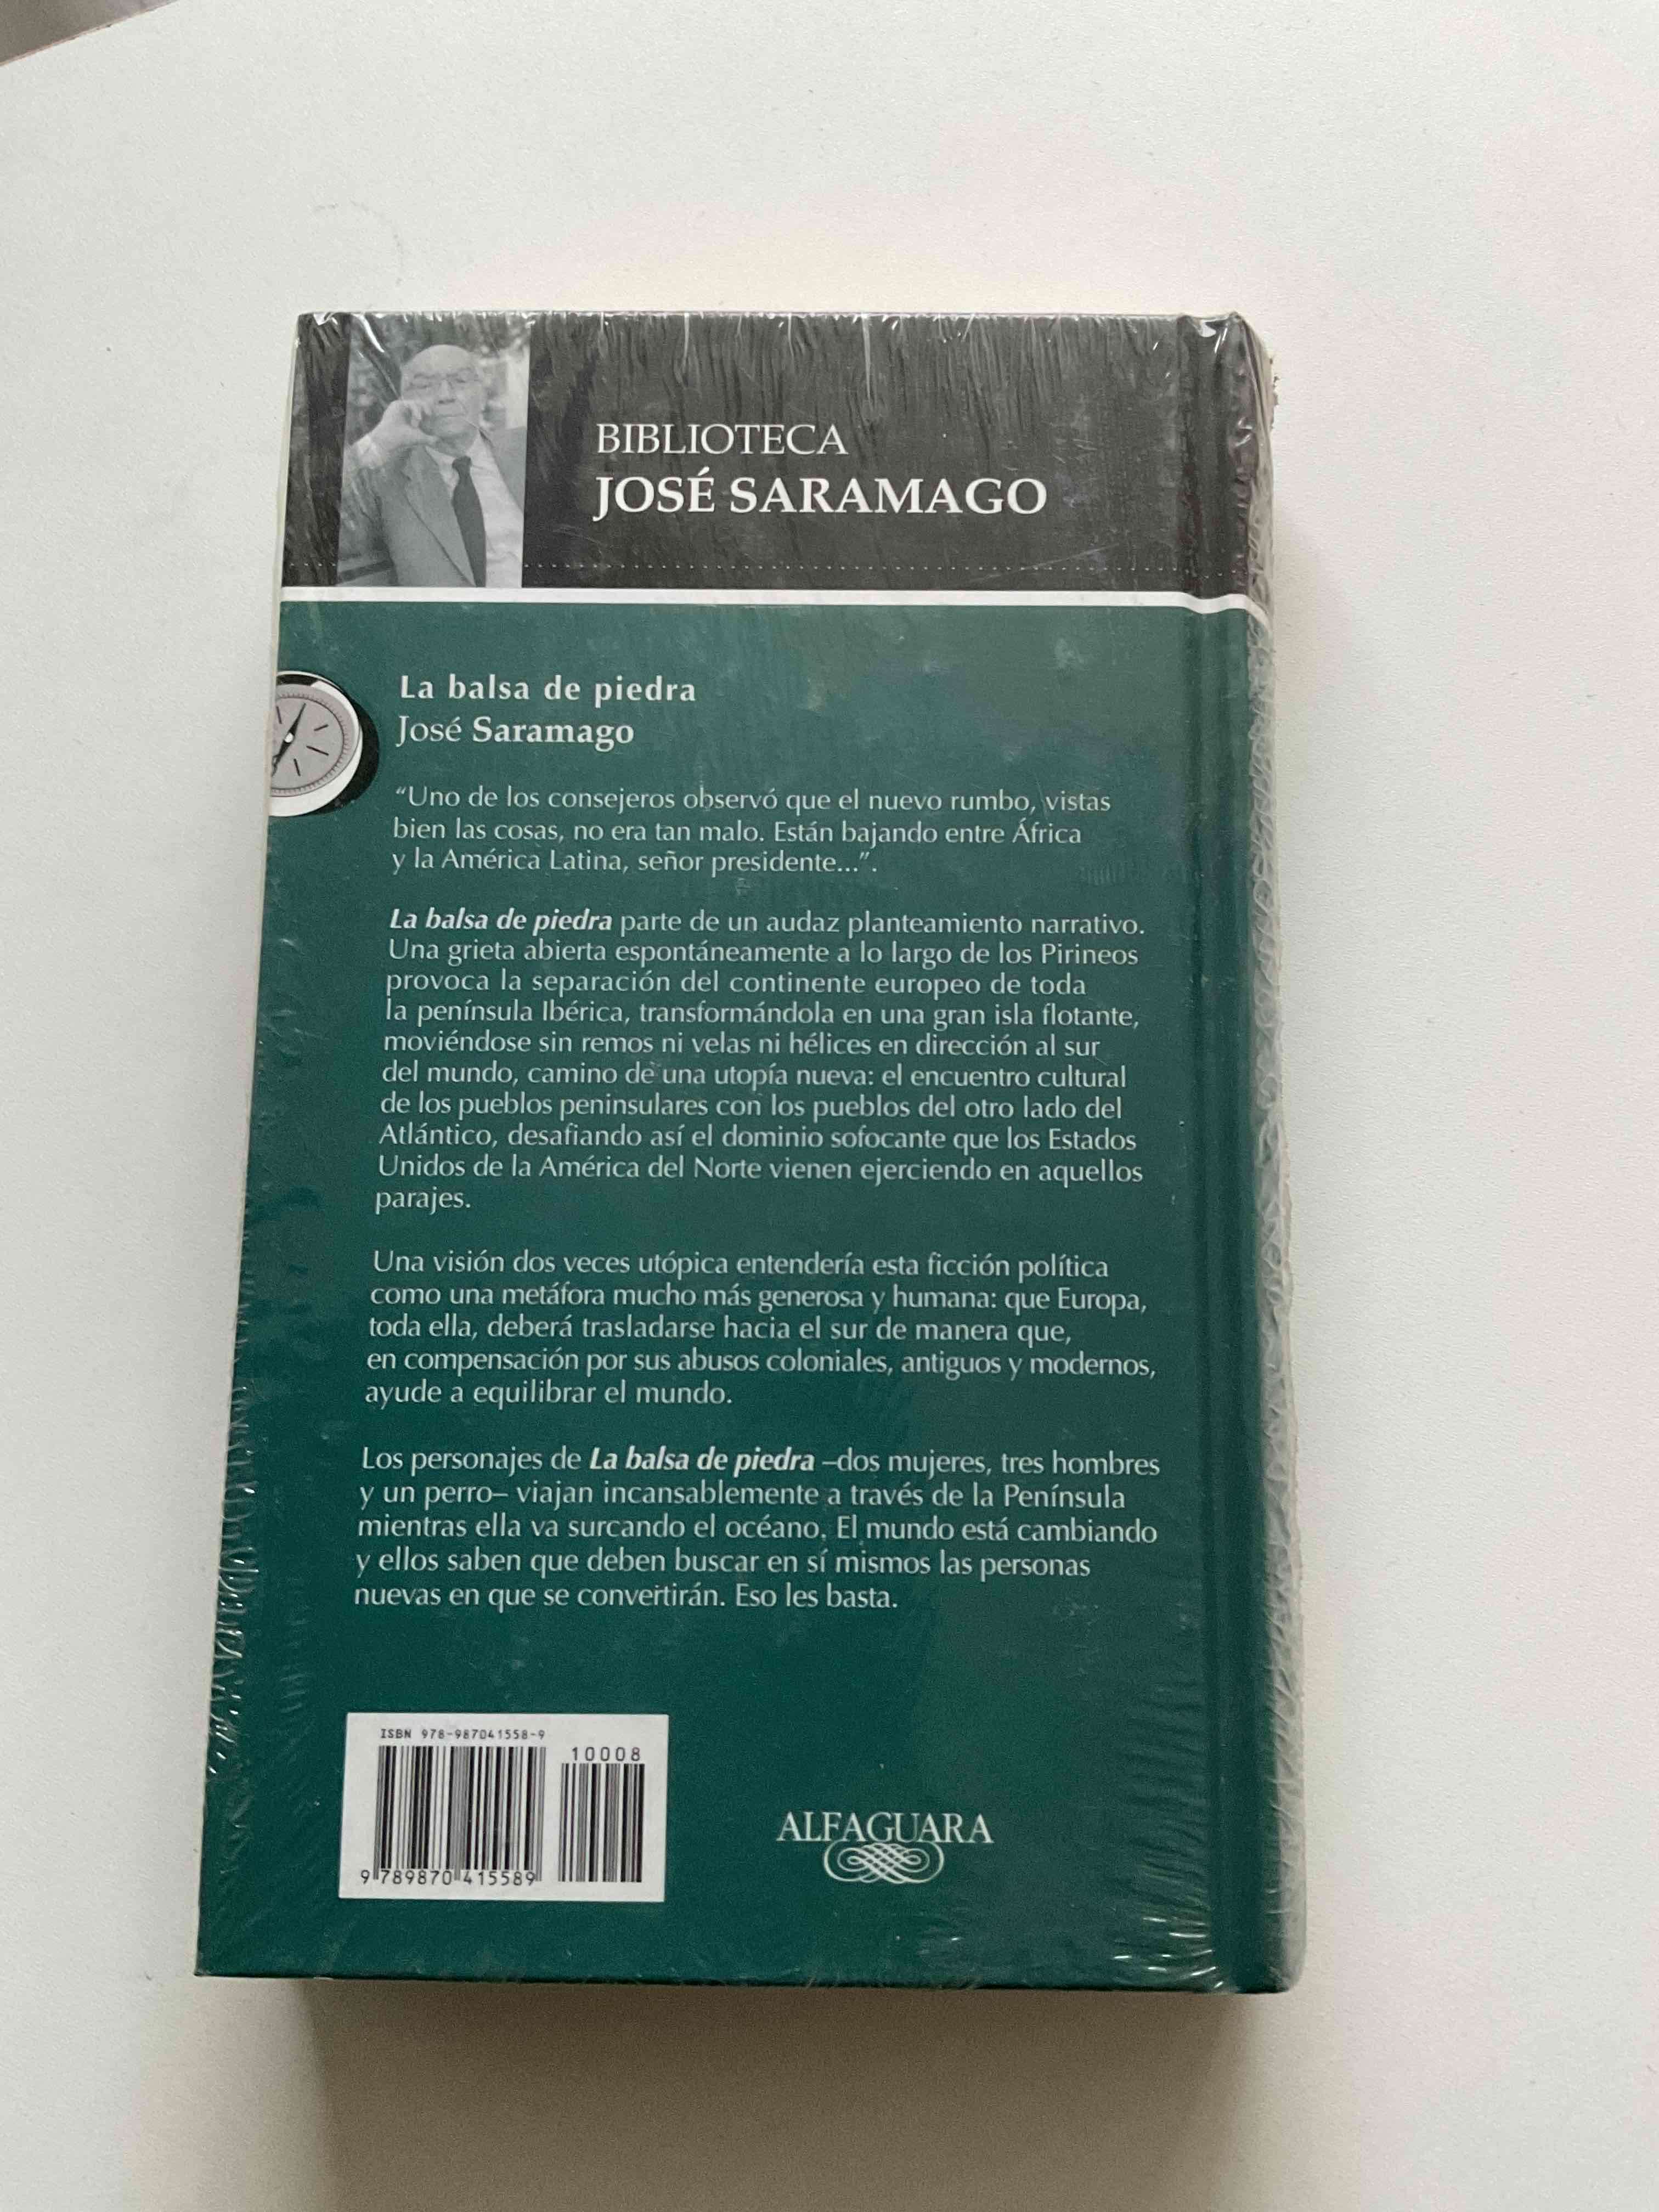 BIBLIOTECA
JOSÉ SARAMAGO
La balsa de piedra
José Saramago
“Uno de los consejeros observó que el nuevo rumbo, vistas
bien las cosas, no era tan malo. Están bajando entre África
y la América Latina, señor presidente...”.
La balsa de piedra parte de un audaz planteamiento narrativo.
Una grieta abierta espontáneamente a lo largo de los Pirineos
provoca la separación del continente europeo de toda
la península Ibérica, transformándola en una gran isla flotante,
moviéndose sin remos ni velas ni hélices en dirección al sur
del mundo, camino de una utopía nueva: el encuentro cultural
de los pueblos peninsulares con los pueblos del otro lado del
Atlántico, desafiando así el dominio sofocante que los Estados
Unidos de la América del Norte vienen ejerciendo en aquellos
parajes.
Una visión dos veces utópica entendería esta ficción política
como una metáfora mucho más generosa y humana: que Europa,
toda ella, deberá trasladarse hacia el sur de manera que,
en compensación por sus abusos coloniales, antiguos y modernos,
ayude a equilibrar el mundo.
Los personajes de La balsa de piedra –dos mujeres, tres hombres
y un perro– viajan incansablemente a través de la Península
mientras ella va surcando el océano. El mundo está cambiando
y ellos saben que deben buscar en sí mismos las personas
nuevas en que se convertirán. Eso les basta.
ISBN 978-987041558-9
10008
9 789870 415589
ALFAGUARA